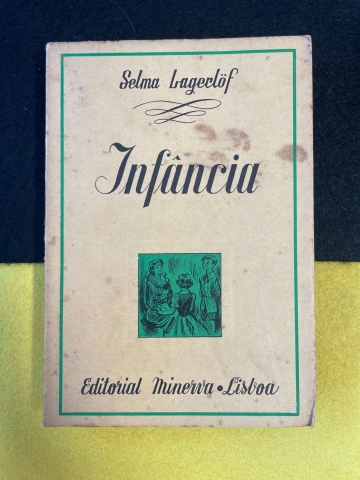 Selma Lagerlöf
Infância
Editorial Minerva • Lisboa